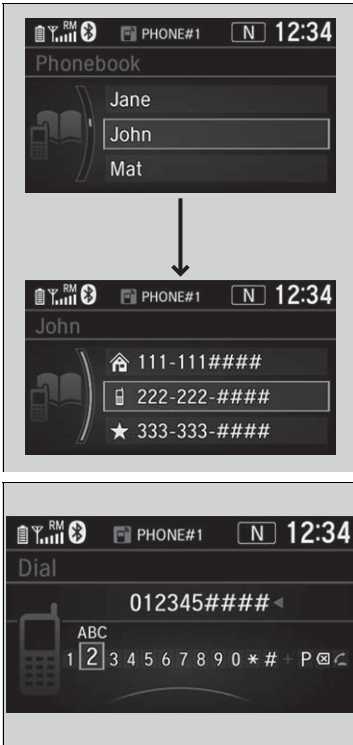 RM PHONE#1 N 12:34
Phonebook
Jane
John
Mat
RM PHONE#1 N 12:34
John
111-111####
222-222-####
★ 333-333-####
RM PHONE#1 N 12:34
Dial
012345####
ABC
1 2 3 4 5 6 7 8 9 0 * # + P